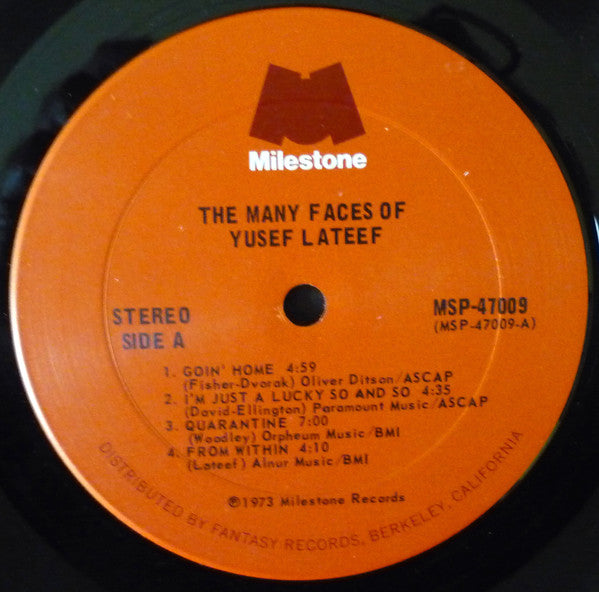 Milestone
THE MANY FACES OF
YUSEF LATEEF
STEREO
SIDE A
MSP-47009
(MSP-47009-A)
1. GOIN' HOME 4:59
(Fisher-Dvorak) Oliver Ditson/ASCAP
2. I'M JUST A LUCKY SO AND SO 4:35
(David-Ellington) Paramount Music/ASCAP
3. QUARANTINE 7:00
(Woodley) Orpheum Music/BMI
4. FROM WITHIN 4:10
(Lateef) Alnur Music/BMI
℗1973 Milestone Records
DISTRIBUTED BY FANTASY RECORDS, BERKELEY, CALIFORNIA